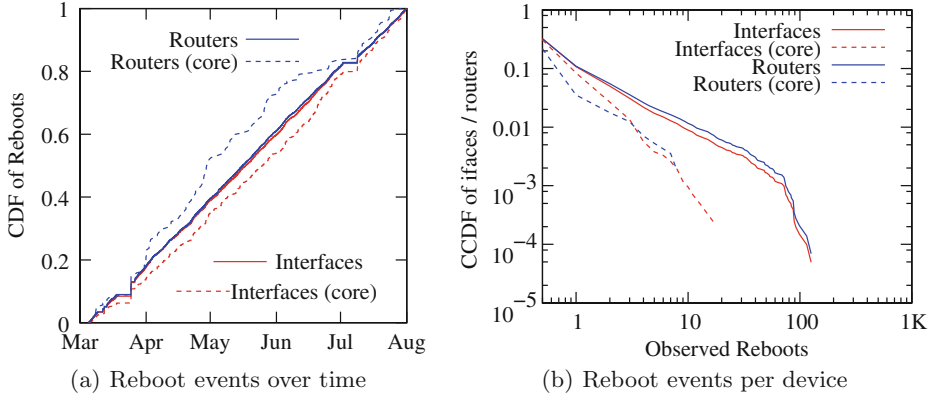 1
0.8
0.6
0.4
0.2
0
CDF of Reboots
Routers
Routers (core)
Interfaces
Interfaces (core)
Mar Apr May Jun Jul Aug
(a) Reboot events over time
1
0.1
0.01
10⁻³
10⁻⁴
10⁻⁵
CCDF of ifaces / routers
Interfaces
Interfaces (core)
Routers
Routers (core)
1 10 100 1K
Observed Reboots
(b) Reboot events per device